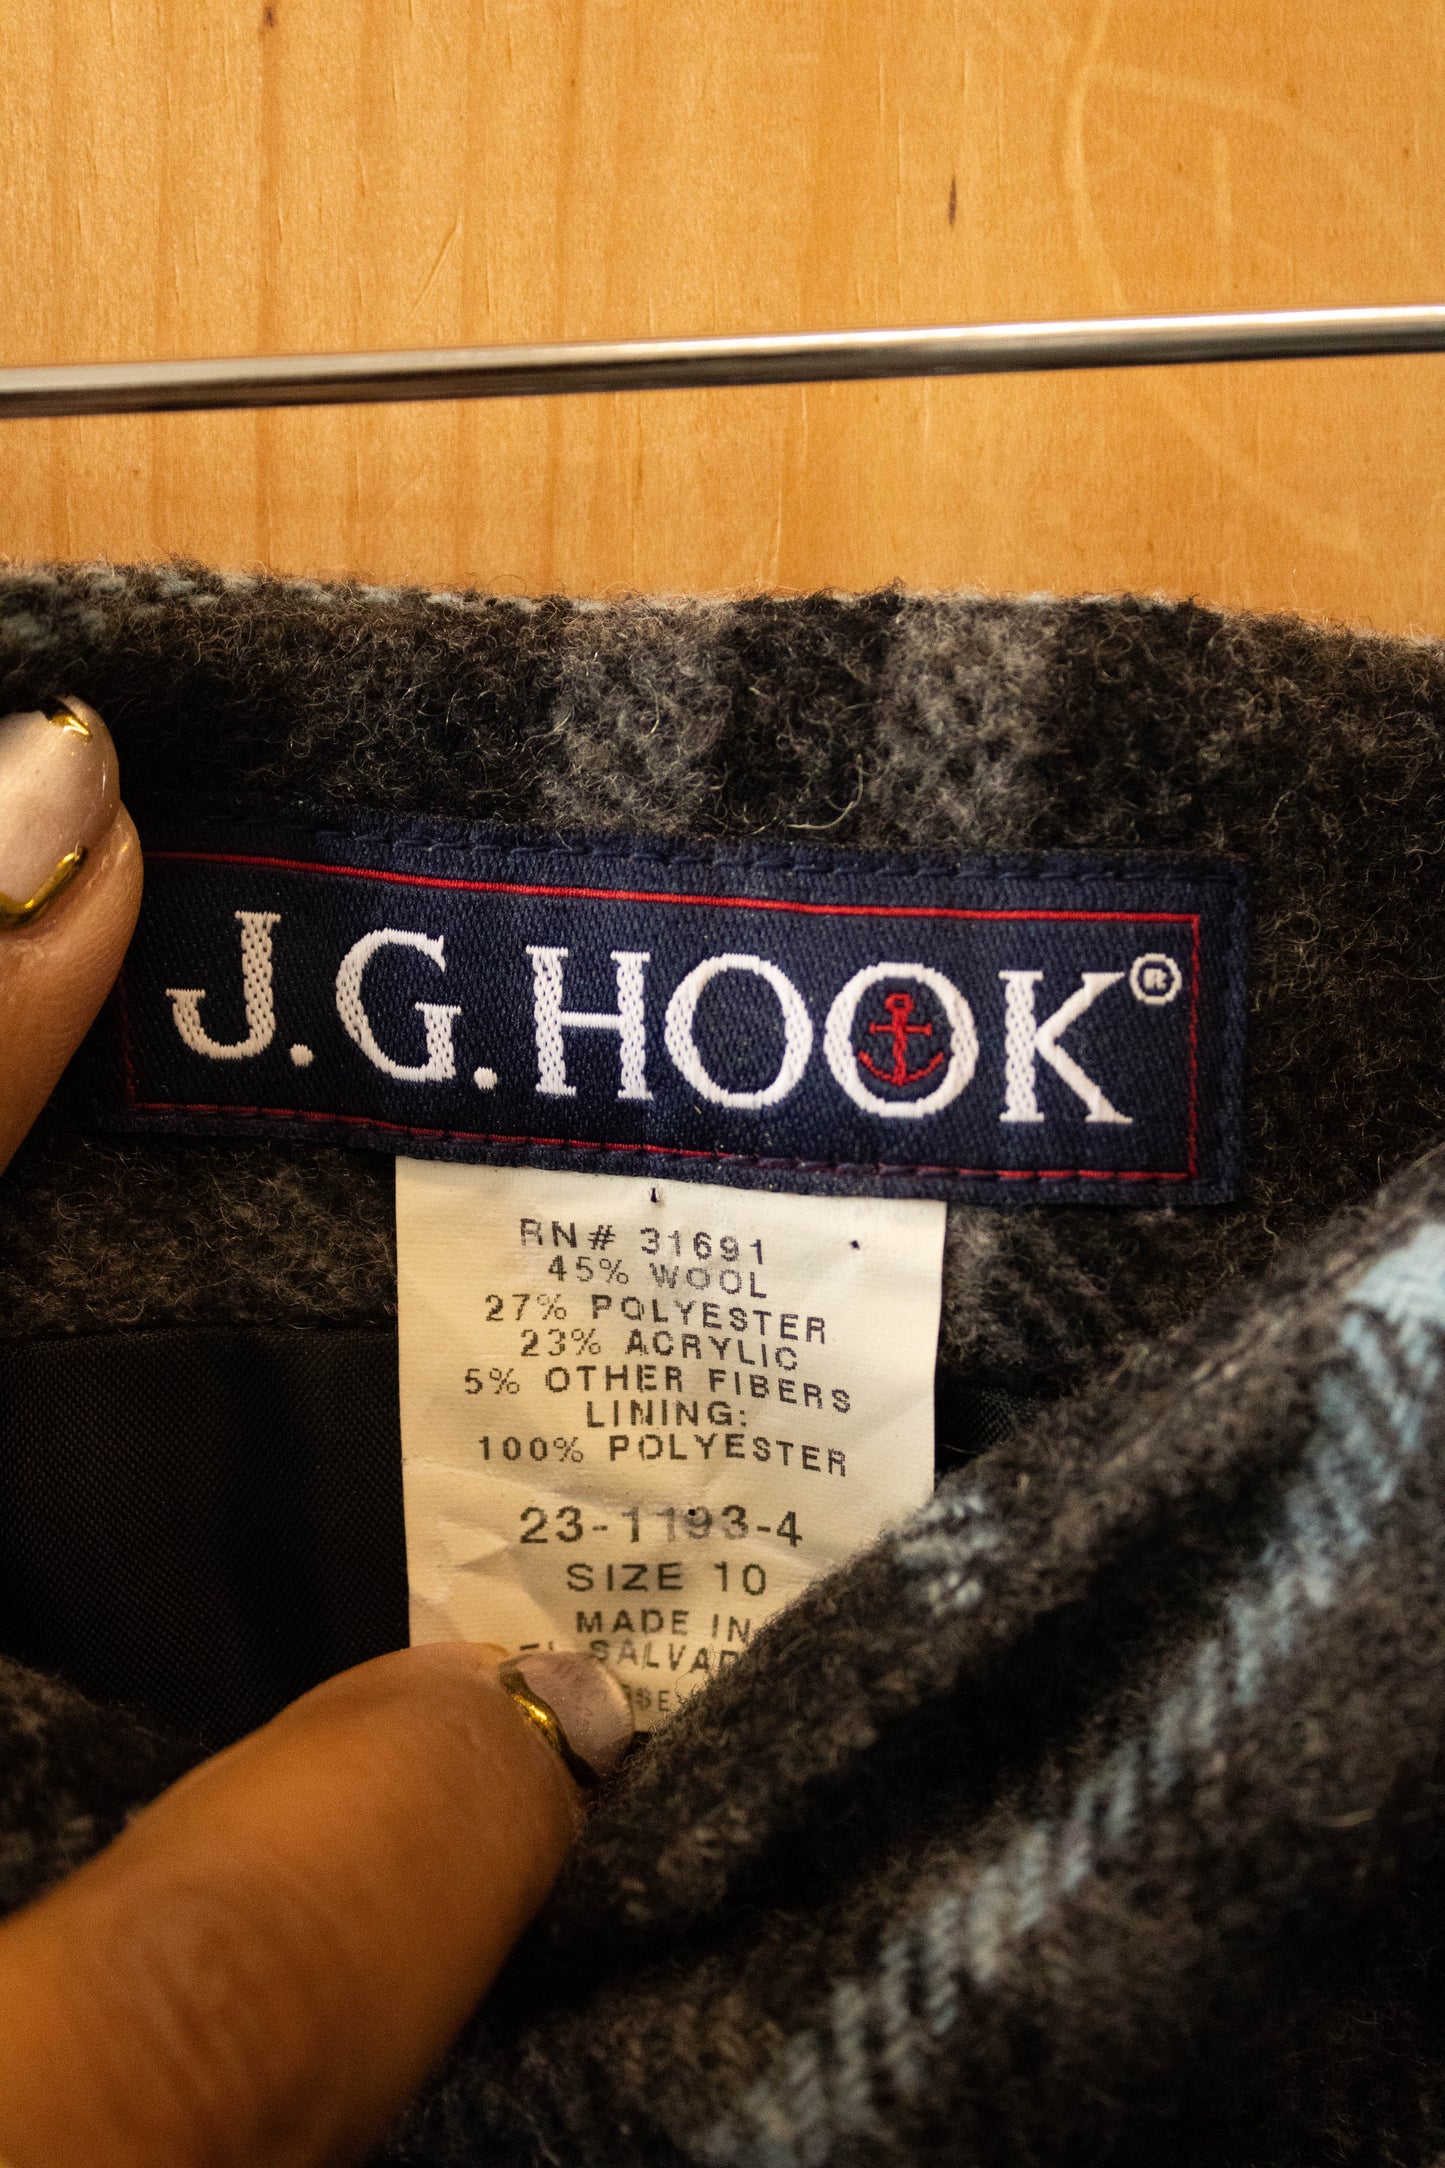 J.G.HOOK®
RN# 31691
45% WOOL
27% POLYESTER
23% ACRYLIC
5% OTHER FIBERS
LINING:
100% POLYESTER
23-1193-4
SIZE 10
MADE IN
SALVAD